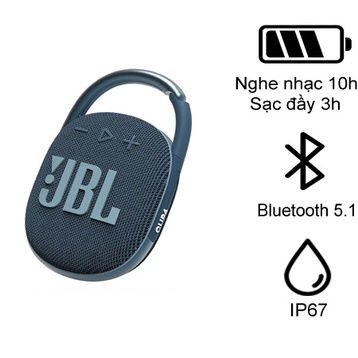 Nghe nhạc 10h
Sạc đầy 3h
JBL
CLIP4
Bluetooth 5.1
IP67